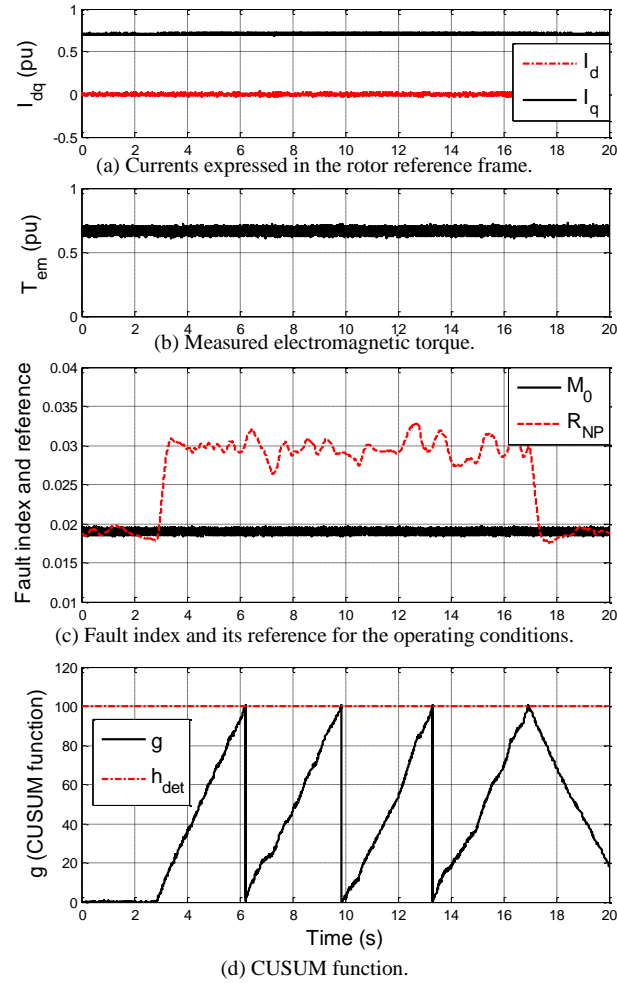 1
0.5
0
-0.5
I_dq (pu)
I_d
I_q
0 2 4 6 8 10 12 14 16 18 20
(a) Currents expressed in the rotor reference frame.
1
0.5
0
T_em (pu)
0 2 4 6 8 10 12 14 16 18 20
(b) Measured electromagnetic torque.
0.04
0.035
0.03
0.025
0.02
0.015
0.01
Fault index and reference
M_0
R_NP
0 2 4 6 8 10 12 14 16 18 20
(c) Fault index and its reference for the operating conditions.
120
100
80
60
40
20
0
g (CUSUM function)
g
h_det
0 2 4 6 8 10 12 14 16 18 20
Time (s)
(d) CUSUM function.